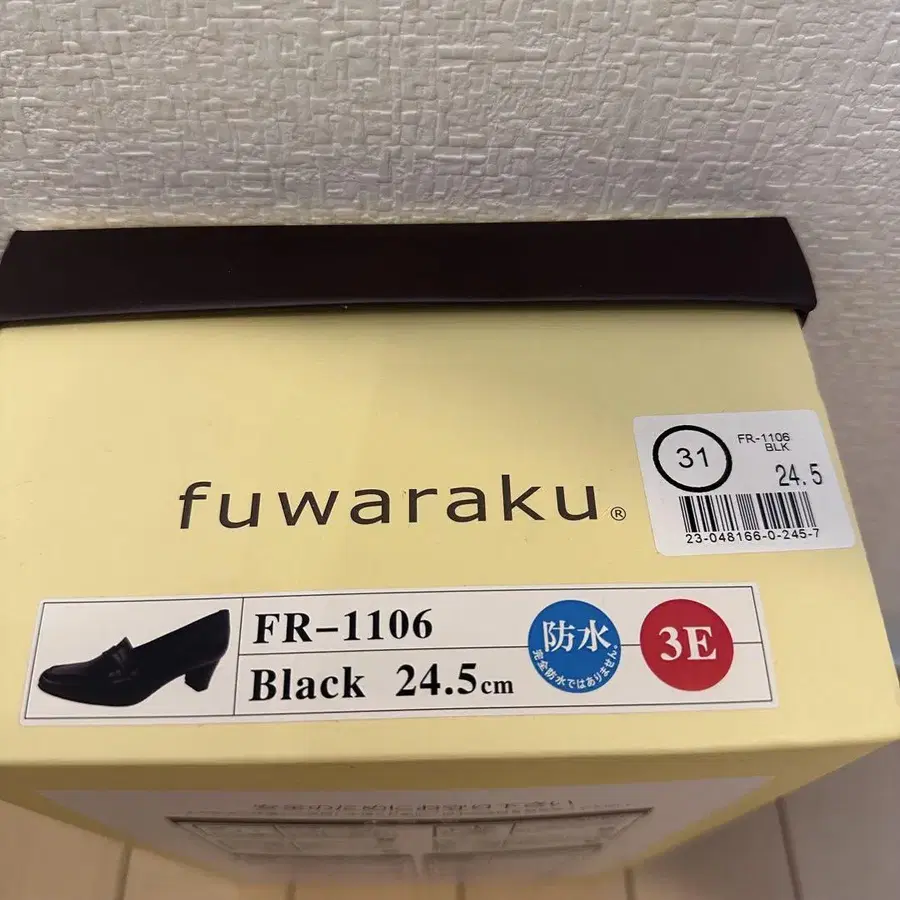 31
FR-1106
BLK
24.5
23-048166-0-245-7
fuwaraku®
FR-1106
Black 24.5cm
防水
完全防水ではありません。
3E